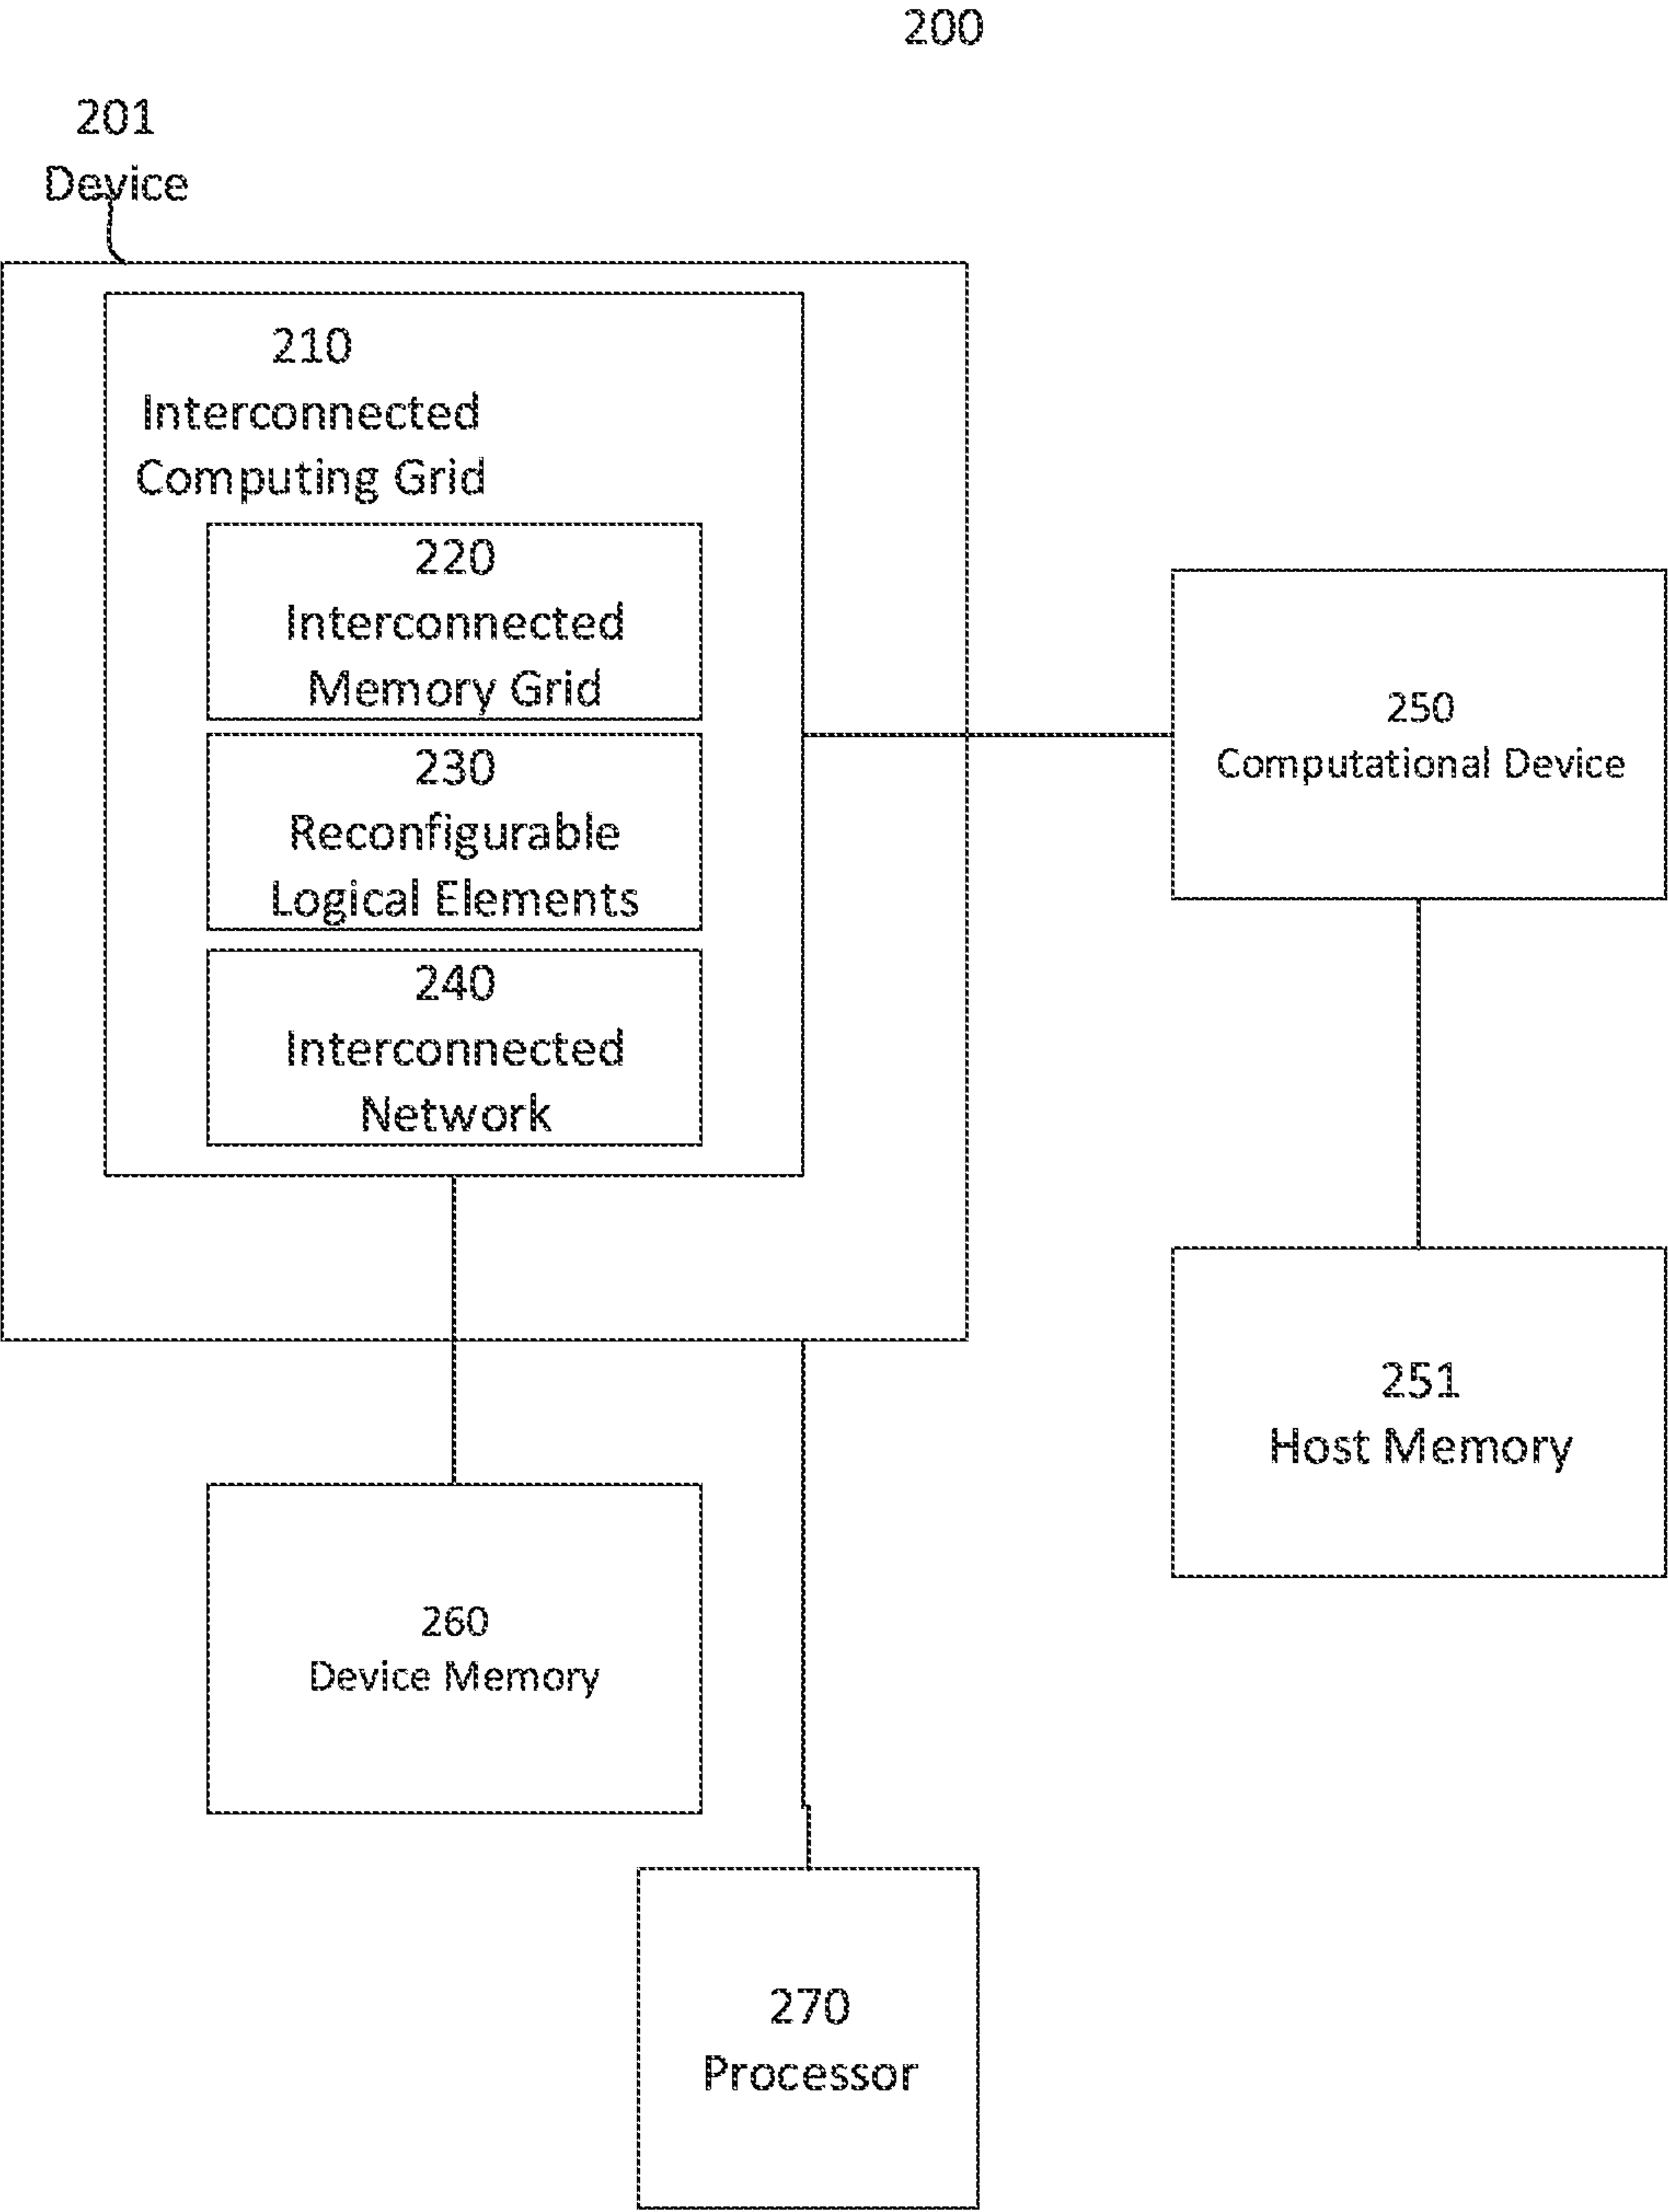 200
201
Device
210
Interconnected
Computing Grid
220
Interconnected
Memory Grid
230
Reconfigurable
Logical Elements
240
Interconnected
Network
250
Computational Device
251
Host Memory
260
Device Memory
270
Processor